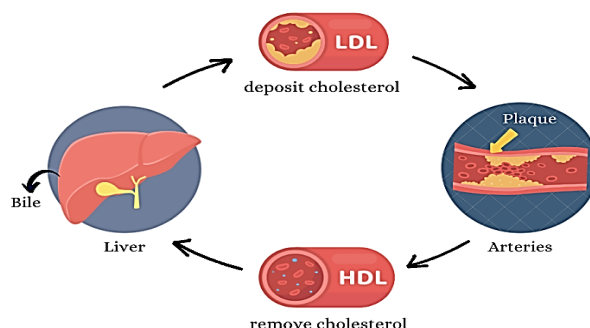 LDL
deposit cholesterol
Plaque
Bile
Liver
Arteries
HDL
remove cholesterol